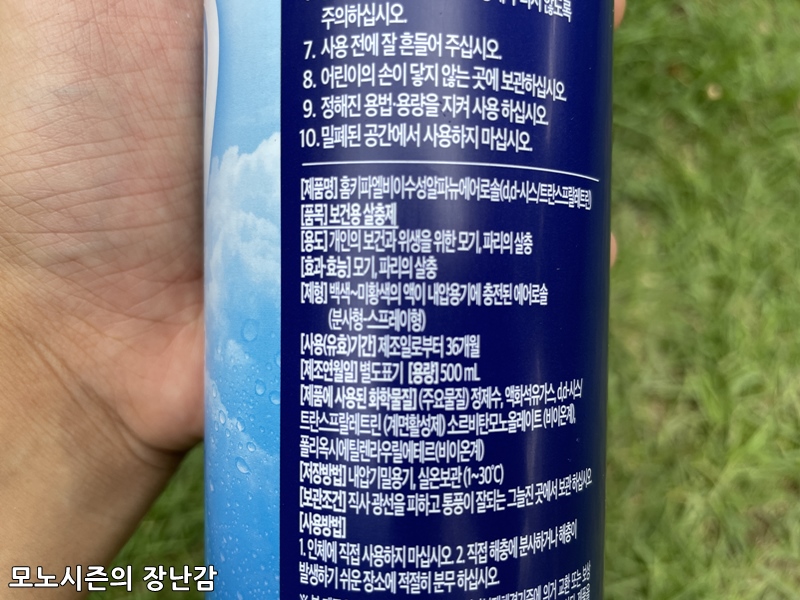 않도록
주의하십시오.
7. 사용 전에 잘 흔들어 주십시오.
8. 어린이의 손이 닿지 않는 곳에 보관하십시오.
9. 정해진 용법·용량을 지켜 사용 하십시오.
10. 밀폐된 공간에서 사용하지 마십시오.
[제품명] 홈키파엘비이수성알파뉴에어로솔(d,d-시스/트란스프랄레트린)
[품목] 보건용 살충제
[용도] 개인의 보건과 위생을 위한 모기, 파리의 살충
[효과·효능] 모기, 파리의 살충
[제형] 백색~미황색의 액이 내압용기에 충전된 에어로솔
(분사형-스프레이형)
[사용(유효)기간] 제조일로부터 36개월
[제조연월일] 별도표기 [용량] 500 mL
[제품에 사용된 화학물질] (주요물질) 정제수, 액화석유가스, d,d-시스/
트란스프랄레트린 (계면활성제) 소르비탄모노올레이트 (비이온계),
폴리옥시에틸렌라우릴에테르(비이온계)
[저장방법] 내압기밀용기, 실온보관 (1~30℃)
[보관조건] 직사 광선을 피하고 통풍이 잘되는 그늘진 곳에서 보관 하십시오.
[사용방법]
1. 인체에 직접 사용하지 마십시오. 2. 직접 해충에 분사하거나 해충이
발생하기 쉬운 장소에 적절히 분무 하십시오.
의거 교환 또는 보상
모노시즌의 장난감